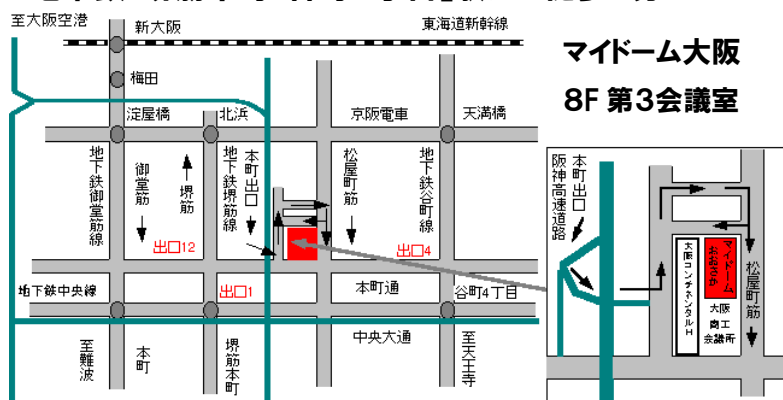 至大阪空港
新大阪
東海道新幹線
マイドーム大阪
8F 第3会議室
梅田
淀屋橋
北浜
京阪電車
天満橋
地下鉄御堂筋線
御堂筋
堺筋
地下鉄堺筋線
本町出口
松屋町筋
地下鉄谷町線
出口12
出口4
地下鉄中央線
出口1
本町通
谷町4丁目
中央大通
至難波
本町
堺筋本町
至天王寺
本町出口
阪神高速道路
大阪コンチネンタルH
マイドーム
おおさか
大阪
商工
会議所
松屋町筋